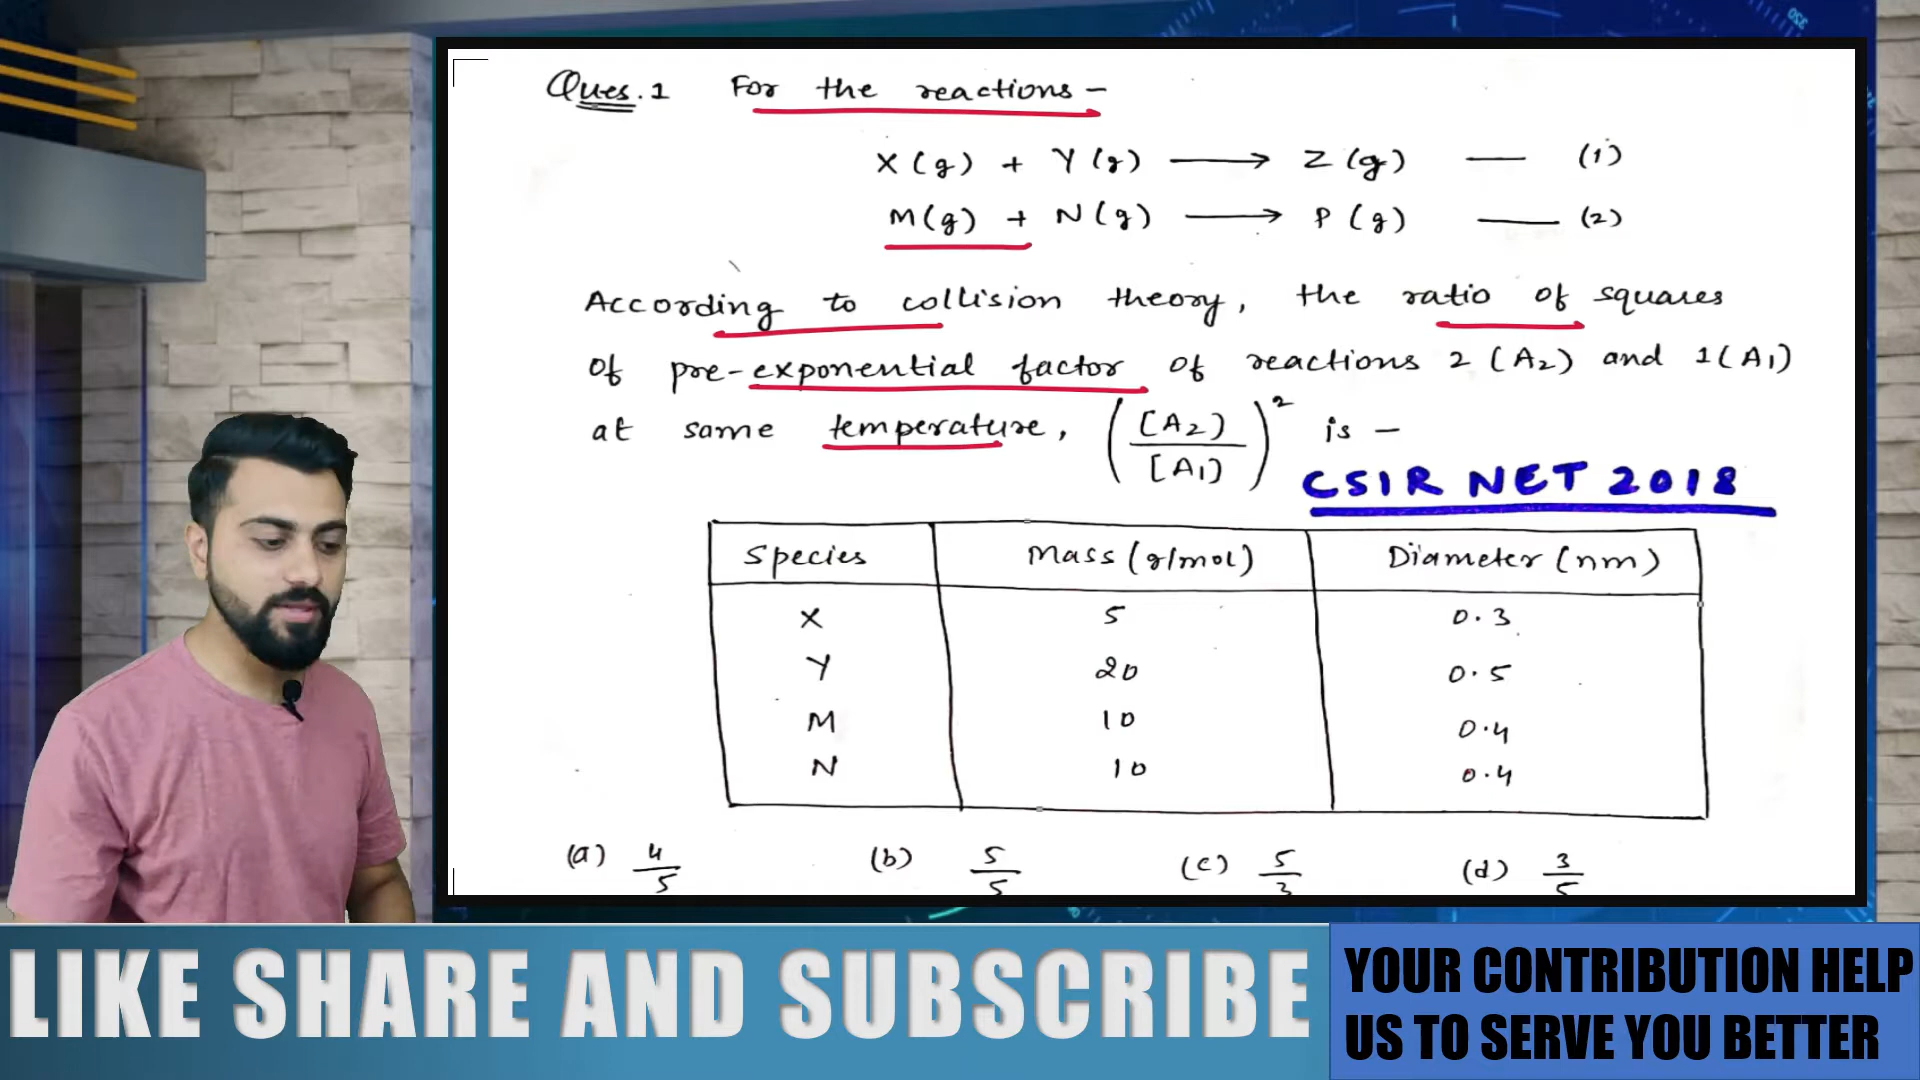 Ques. 1 For the reactions –
X(g) + Y(g) ⟶ Z(g) — (1)
M(g) + N(g) ⟶ P(g) — (2)
According to collision theory, the ratio of squares
of pre-exponential factor of reactions 2 (A2) and 1(A1)
at same temperature, ([A2]/[A1])² is –
CSIR NET 2018
Species Mass (g/mol) Diameter (nm)
X 5 0.3
Y 20 0.5
M 10 0.4
N 10 0.4
(a) 4/5 (b) 5/5 (c) 5/3 (d) 3/5
LIKE SHARE AND SUBSCRIBE
YOUR CONTRIBUTION HELP
US TO SERVE YOU BETTER